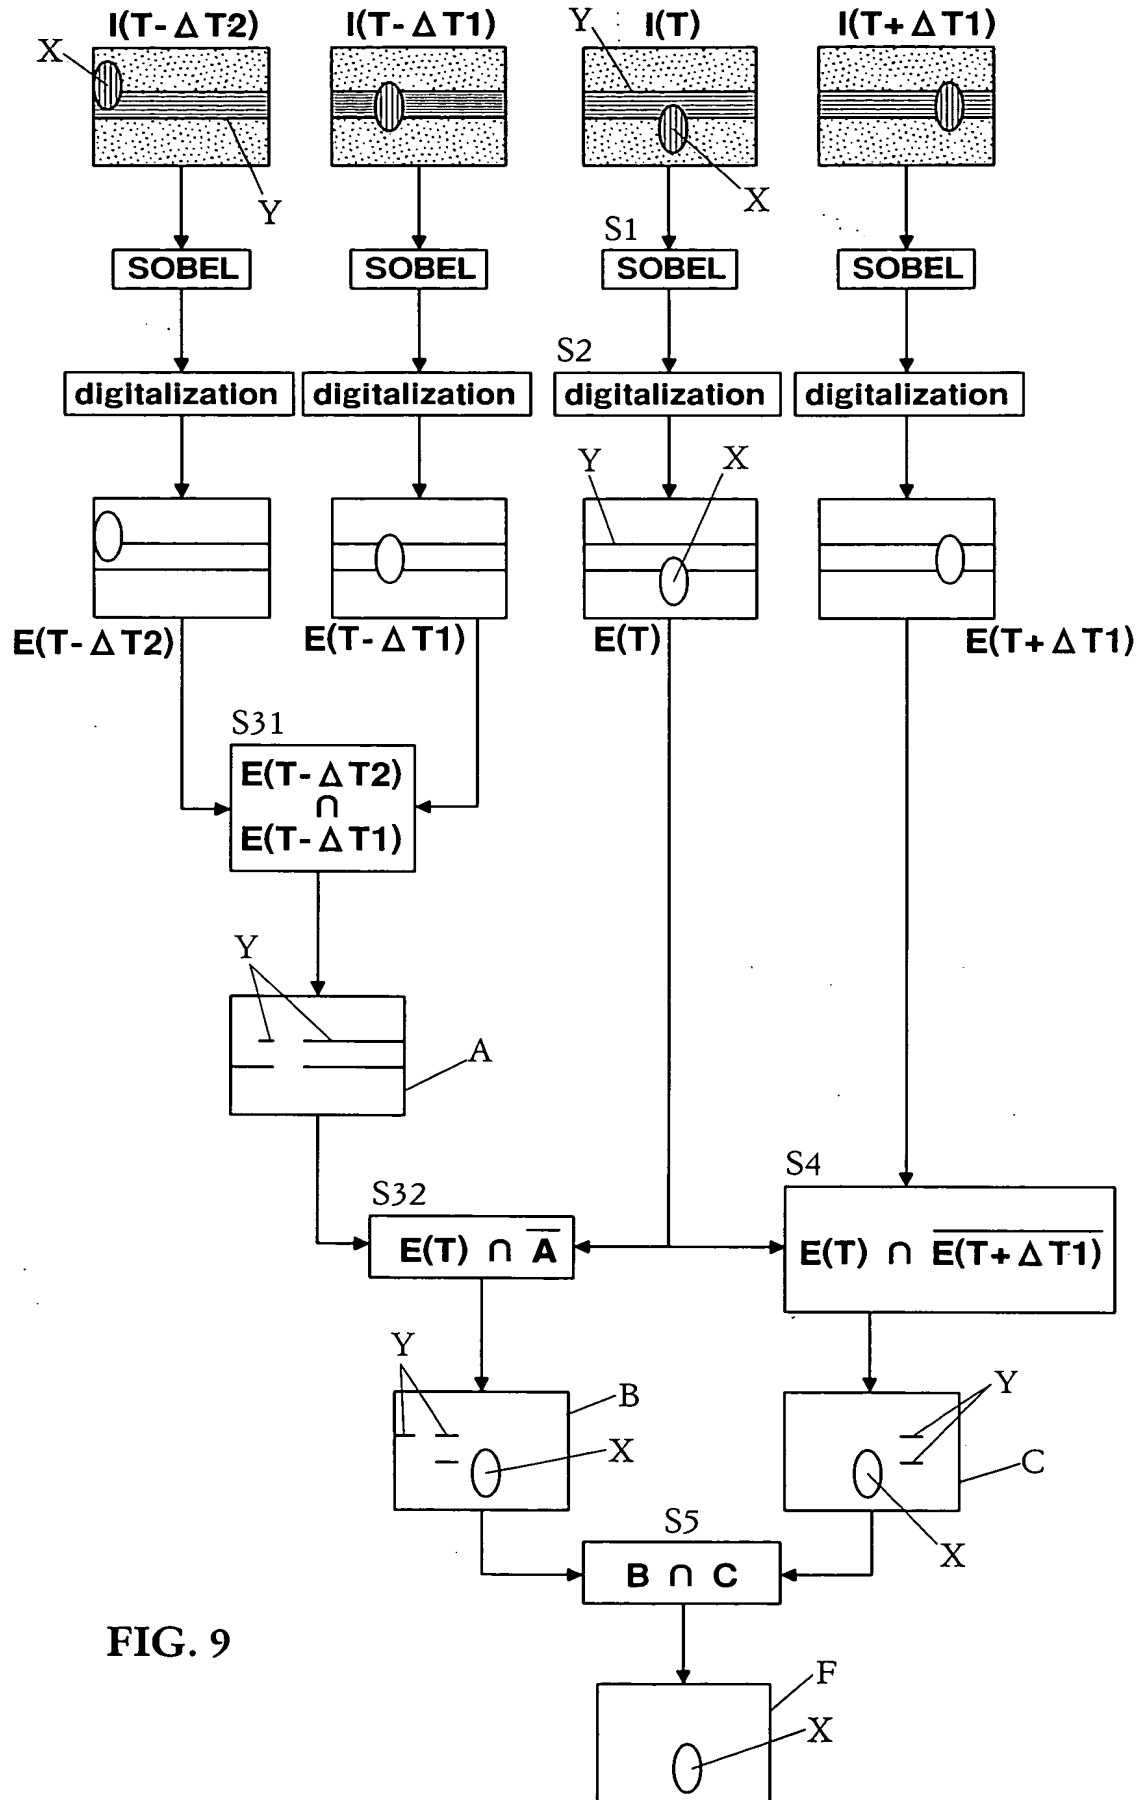 I(T-ΔT2) I(T-ΔT1) Y I(T) I(T+ΔT1)
X
Y X
S1
SOBEL SOBEL SOBEL SOBEL
S2
digitalization digitalization digitalization digitalization
Y X
E(T-ΔT2) E(T-ΔT1) E(T) E(T+ΔT1)
S31
E(T-ΔT2)
∩
E(T-ΔT1)
Y
A
S4
S32
E(T) ∩ A̅ E(T) ∩ E̅(̅T̅+̅Δ̅T̅1̅)̅
Y
B Y
X C
S5 X
B ∩ C
FIG. 9
F
X